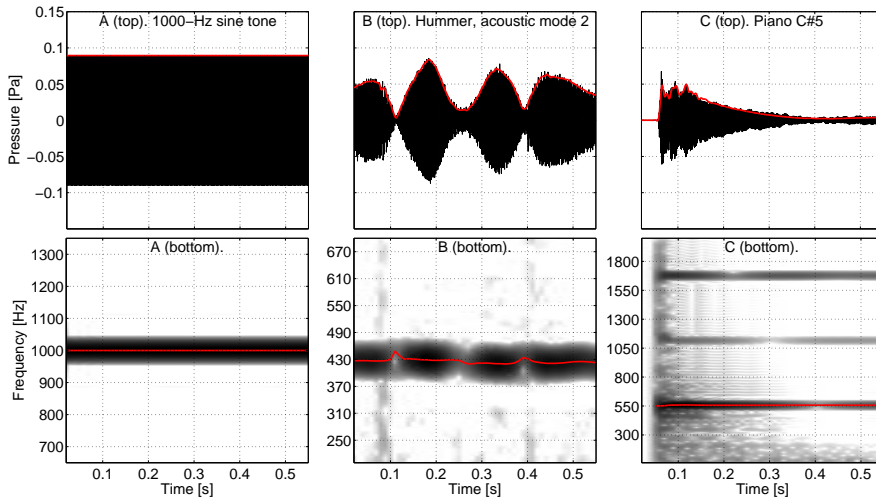 A (top). 1000−Hz sine tone
B (top). Hummer, acoustic mode 2
C (top). Piano C#5
Pressure [Pa]
0.15
0.1
0.05
0
−0.05
−0.1
A (bottom).
B (bottom).
C (bottom).
Frequency [Hz]
1300
1200
1100
1000
900
800
700
670
610
550
490
430
370
310
250
1800
1550
1300
1050
800
550
300
0.1 0.2 0.3 0.4 0.5
0.1 0.2 0.3 0.4 0.5
0.1 0.2 0.3 0.4 0.5
Time [s]
Time [s]
Time [s]